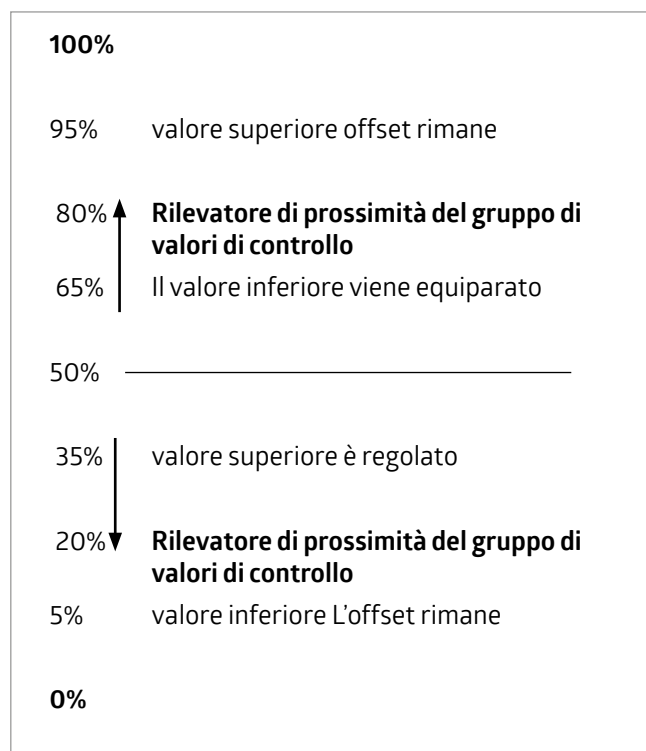 100%
95% valore superiore offset rimane
80% Rilevatore di prossimità del gruppo di
valori di controllo
65% Il valore inferiore viene equiparato
50%
35% valore superiore è regolato
20% Rilevatore di prossimità del gruppo di
valori di controllo
5% valore inferiore L'offset rimane
0%